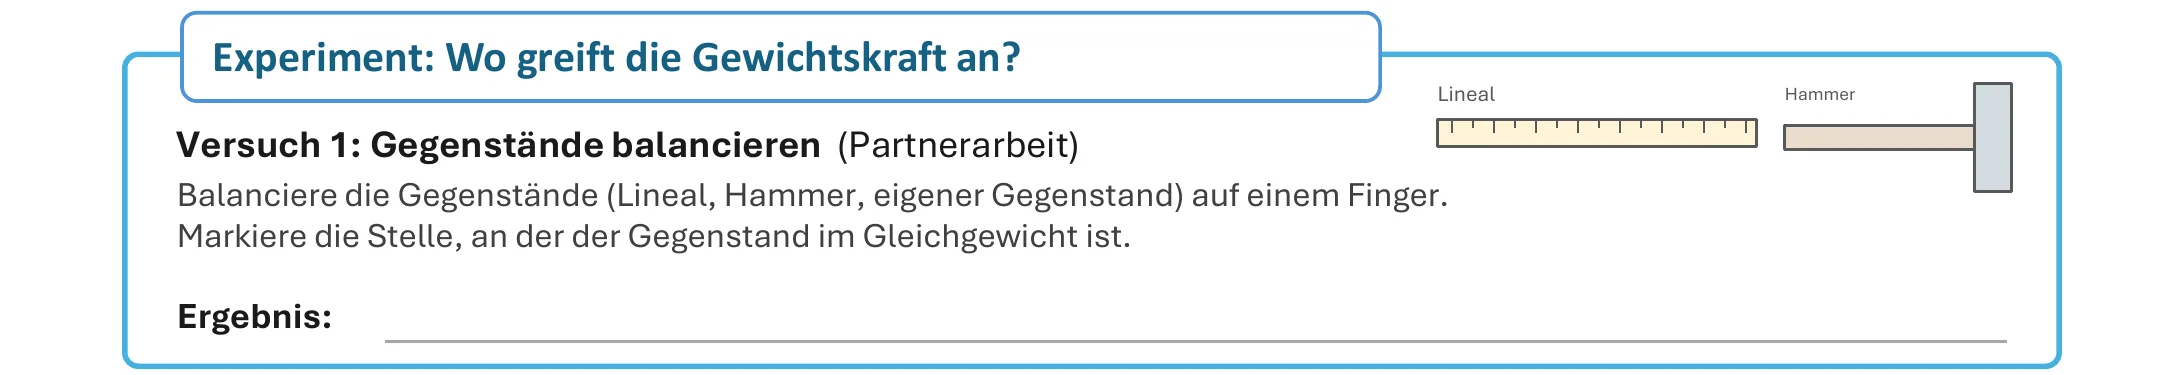 Experiment: Wo greift die Gewichtskraft an?
Lineal
Hammer
Versuch 1: Gegenstände balancieren (Partnerarbeit)
Balanciere die Gegenstände (Lineal, Hammer, eigener Gegenstand) auf einem Finger.
Markiere die Stelle, an der der Gegenstand im Gleichgewicht ist.
Ergebnis: